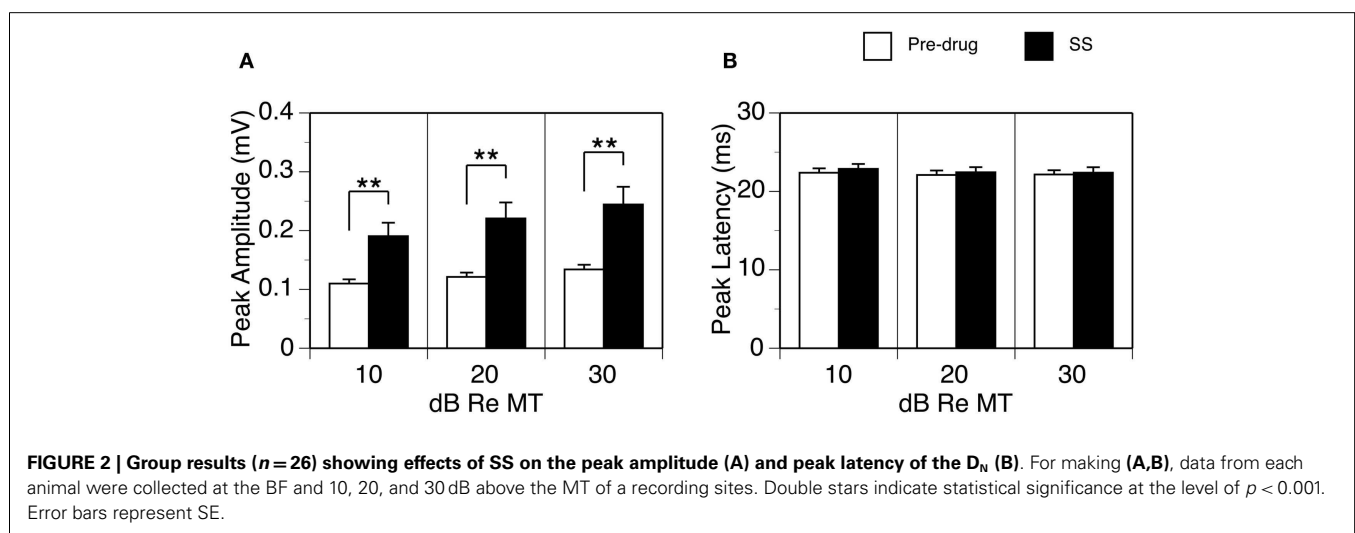 Pre-drug SS
A
B
Peak Amplitude (mV)
0.4
0.3
0.2
0.1
0
**
**
**
10 20 30
dB Re MT
Peak Latency (ms)
30
20
10
0
10 20 30
dB Re MT
FIGURE 2 | Group results (n = 26) showing effects of SS on the peak amplitude (A) and peak latency of the DN (B). For making (A,B), data from each
animal were collected at the BF and 10, 20, and 30 dB above the MT of a recording sites. Double stars indicate statistical significance at the level of p < 0.001.
Error bars represent SE.